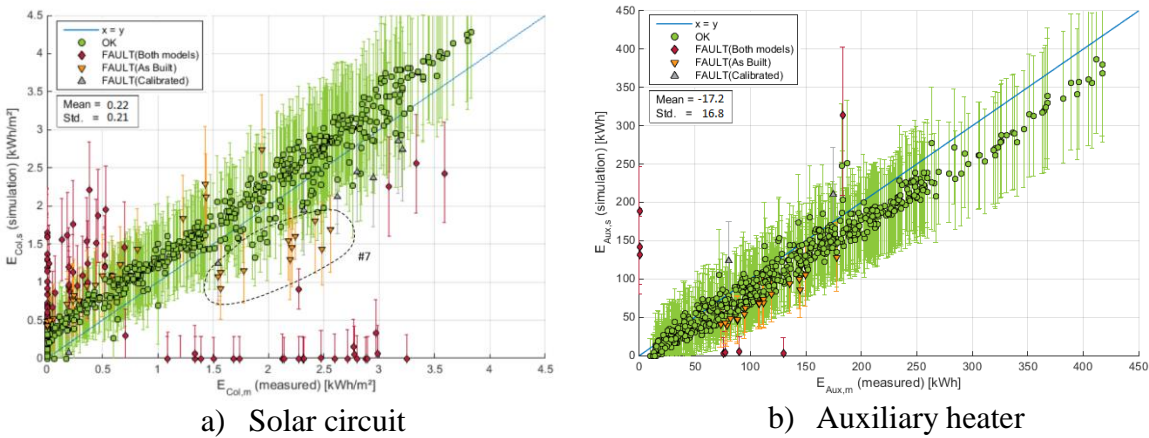 x = y
OK
FAULT(Both models)
FAULT(As Built)
FAULT(Calibrated)
Mean = 0.22
Std. = 0.21
4.5
4
3.5
3
2.5
2
1.5
1
0.5
0
0 0.5 1 1.5 2 2.5 3 3.5 4 4.5
E_Col,s (simulation) [kWh/m²]
E_Col,m (measured) [kWh/m²]
#7
a) Solar circuit
x = y
OK
FAULT(Both models)
FAULT(As Built)
FAULT(Calibrated)
Mean = -17.2
Std. = 16.8
450
400
350
300
250
200
150
100
50
0
0 50 100 150 200 250 300 350 400 450
E_Aux,s (simulation) [kWh]
E_Aux,m (measured) [kWh]
b) Auxiliary heater